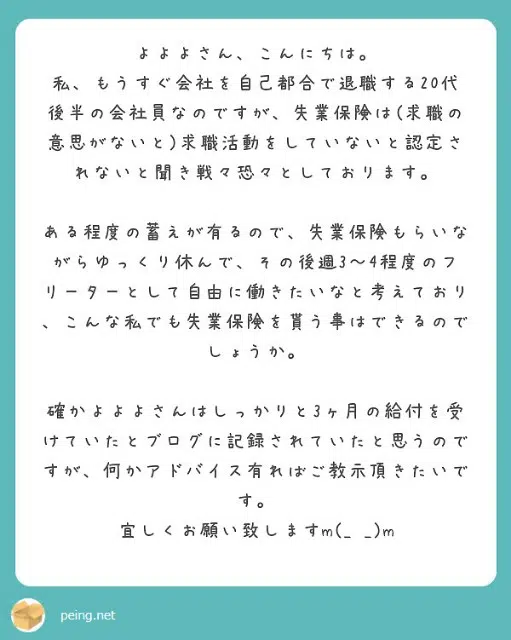 よよよさん、こんにちは。
私、もうすぐ会社を自己都合で退職する20代
後半の会社員なのですが、失業保険は(求職の
意思がないと)求職活動をしていないと認定さ
れないと聞き戦々恐々としております。
ある程度の蓄えが有るので、失業保険もらいな
がらゆっくり休んで、その後週3〜4程度のフ
リーターとして自由に働きたいなと考えており
、こんな私でも失業保険を貰う事はできるので
しょうか。
確かよよよさんはしっかりと3ヶ月の給付を受
けていたとブログに記録されていたと思うので
すが、何かアドバイス有ればご教示頂きたいで
す。
宜しくお願い致しますm(_ _)m
peing.net